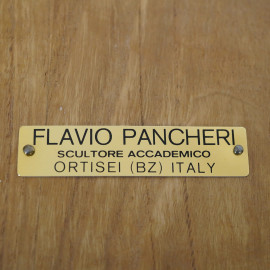 FLAVIO PANCHERI
SCULTORE ACCADEMICO
ORTISEI (BZ) ITALY